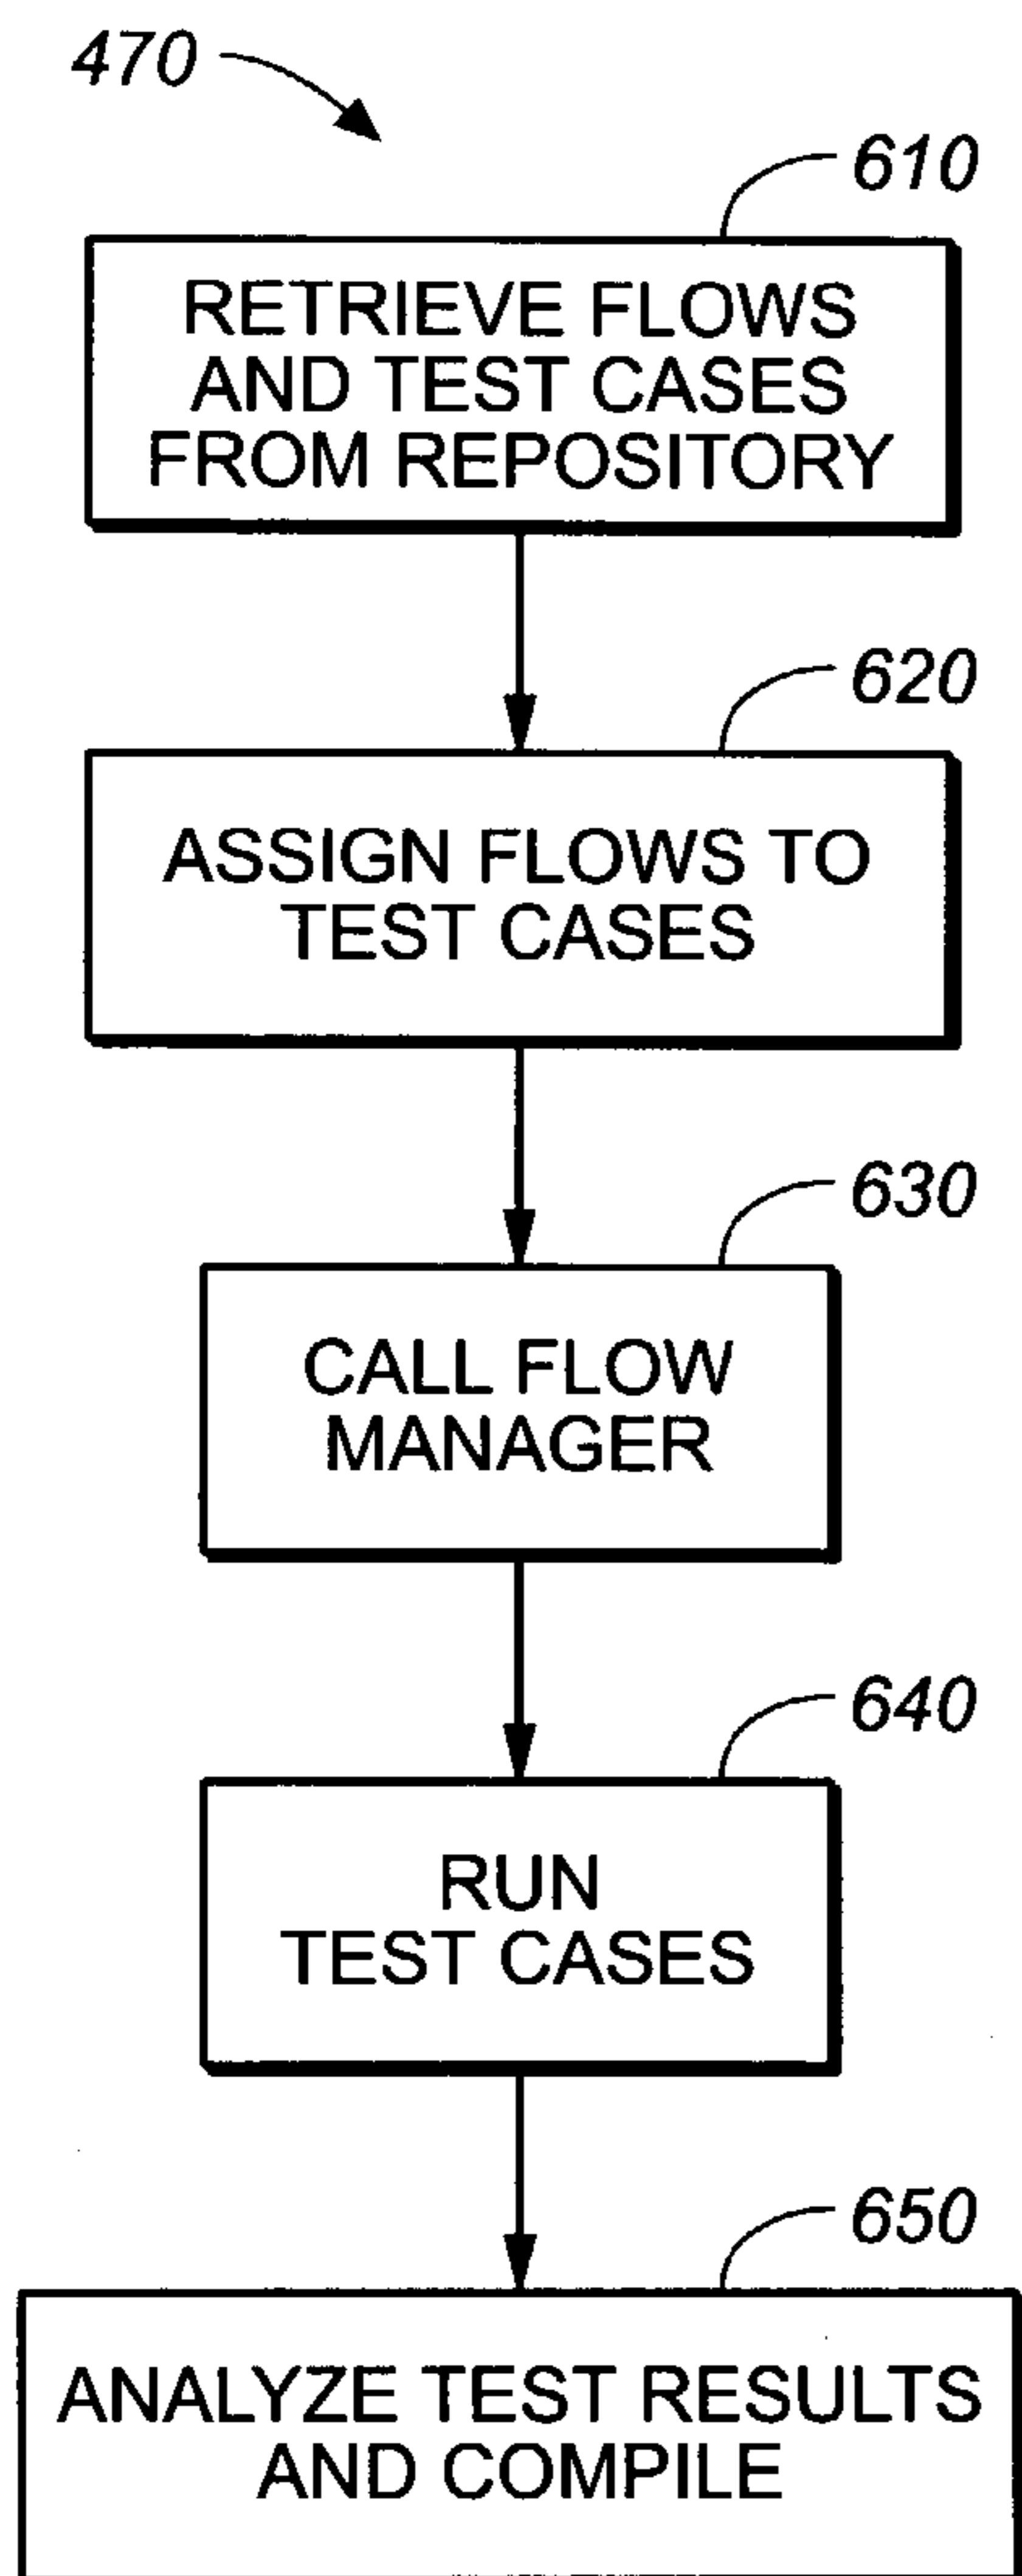 470
610
RETRIEVE FLOWS
AND TEST CASES
FROM REPOSITORY
620
ASSIGN FLOWS TO
TEST CASES
630
CALL FLOW
MANAGER
640
RUN
TEST CASES
650
ANALYZE TEST RESULTS
AND COMPILE